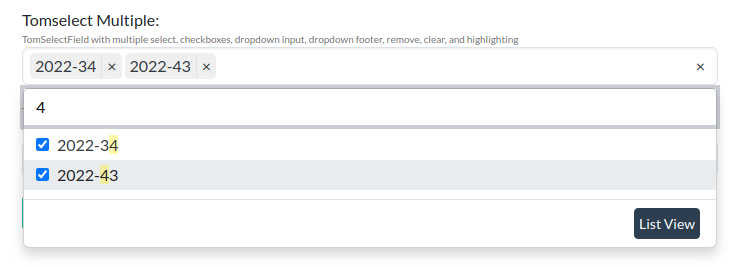 Tomselect Multiple:
TomSelectField with multiple select, checkboxes, dropdown input, dropdown footer, remove, clear, and highlighting
2022-34 × 2022-43 × ×
4
2022-34
2022-43
List View